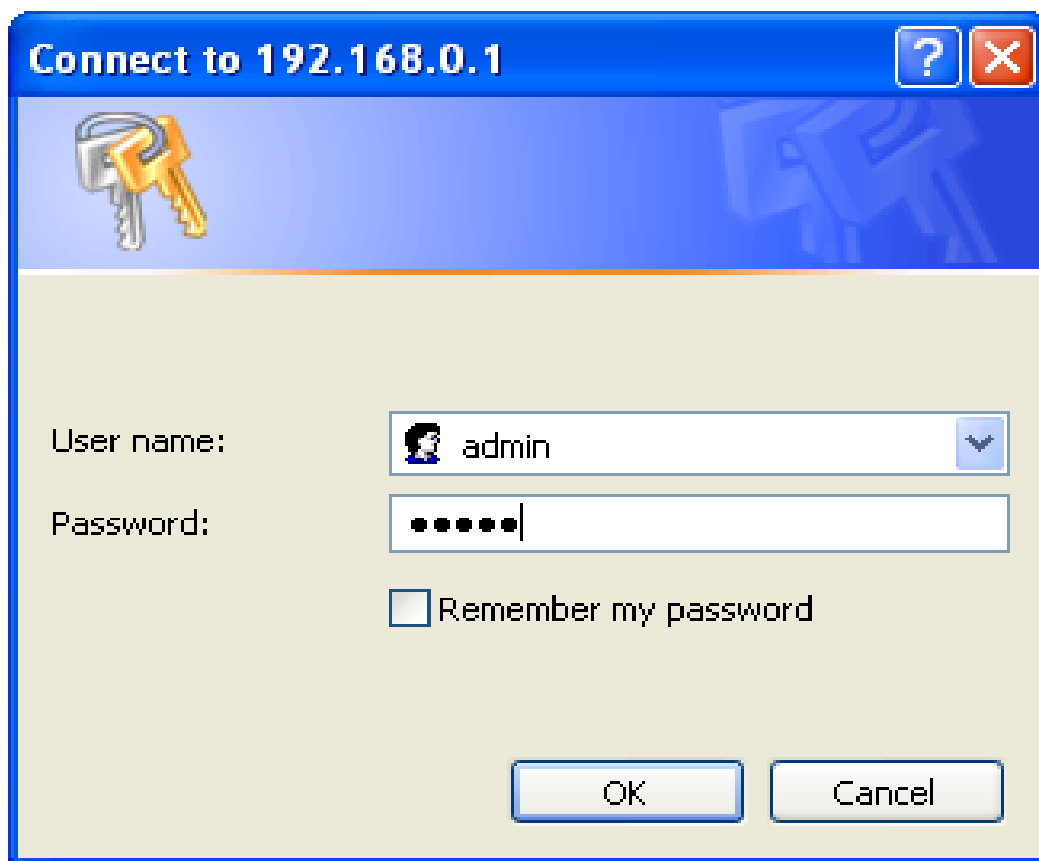 Connect to 192.168.0.1
?
User name: admin
Password: •••••
Remember my password
OK Cancel